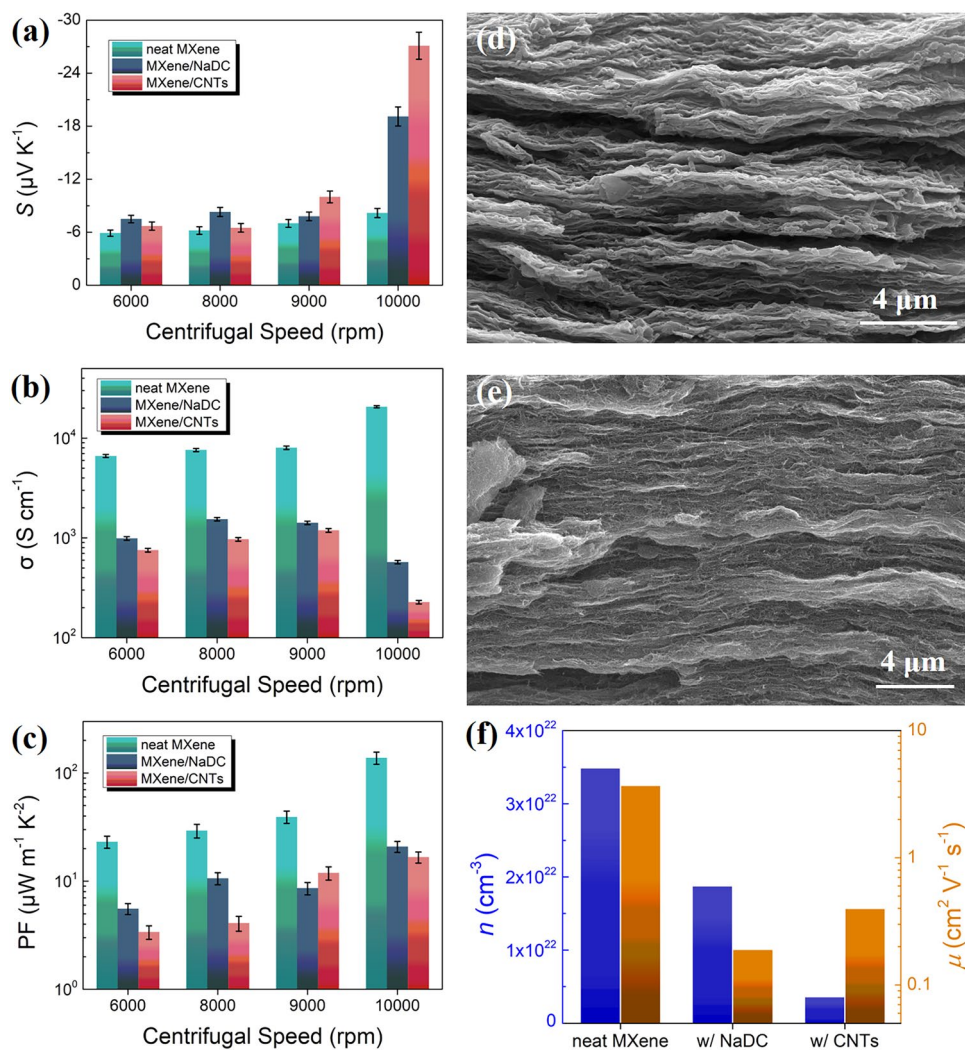 (a)
neat MXene
MXene/NaDC
MXene/CNTs
-30
-24
-18
-12
-6
0
S (µV K⁻¹)
6000 8000 9000 10000
Centrifugal Speed (rpm)
(d)
4 µm
(b)
neat MXene
MXene/NaDC
MXene/CNTs
10⁴
10³
10²
σ (S cm⁻¹)
6000 8000 9000 10000
Centrifugal Speed (rpm)
(e)
4 µm
(c)
neat MXene
MXene/NaDC
MXene/CNTs
10²
10¹
10⁰
PF (µW m⁻¹ K⁻²)
6000 8000 9000 10000
Centrifugal Speed (rpm)
(f)
4x10²²
3x10²²
2x10²²
1x10²²
0
n (cm⁻³)
10
1
0.1
µ (cm² V⁻¹ s⁻¹)
neat MXene w/ NaDC w/ CNTs